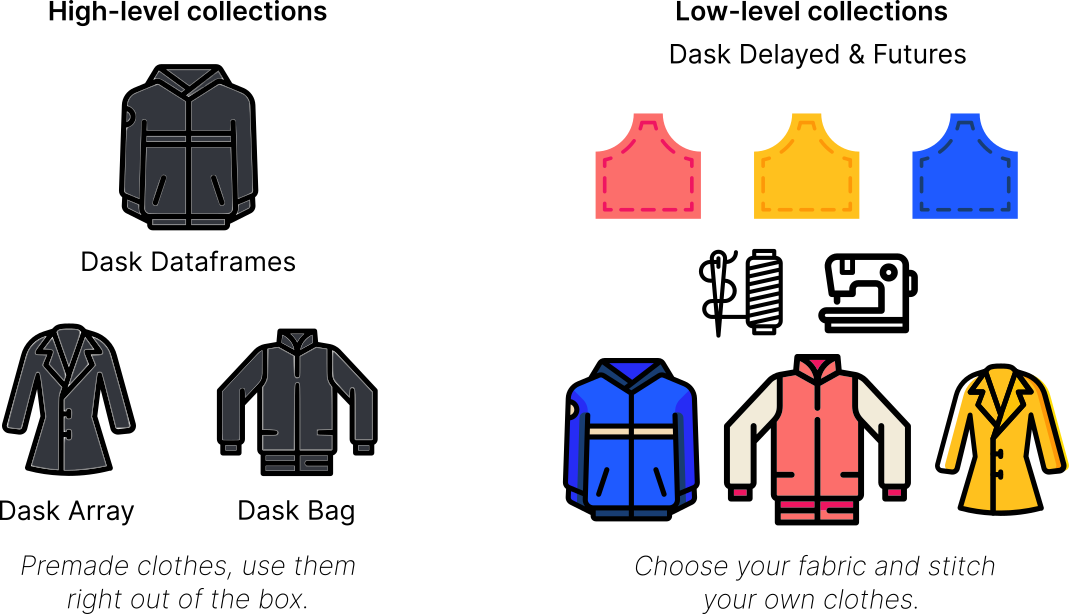 High-level collections
Dask Dataframes
Dask Array
Dask Bag
Premade clothes, use them
right out of the box.
Low-level collections
Dask Delayed & Futures
Choose your fabric and stitch
your own clothes.